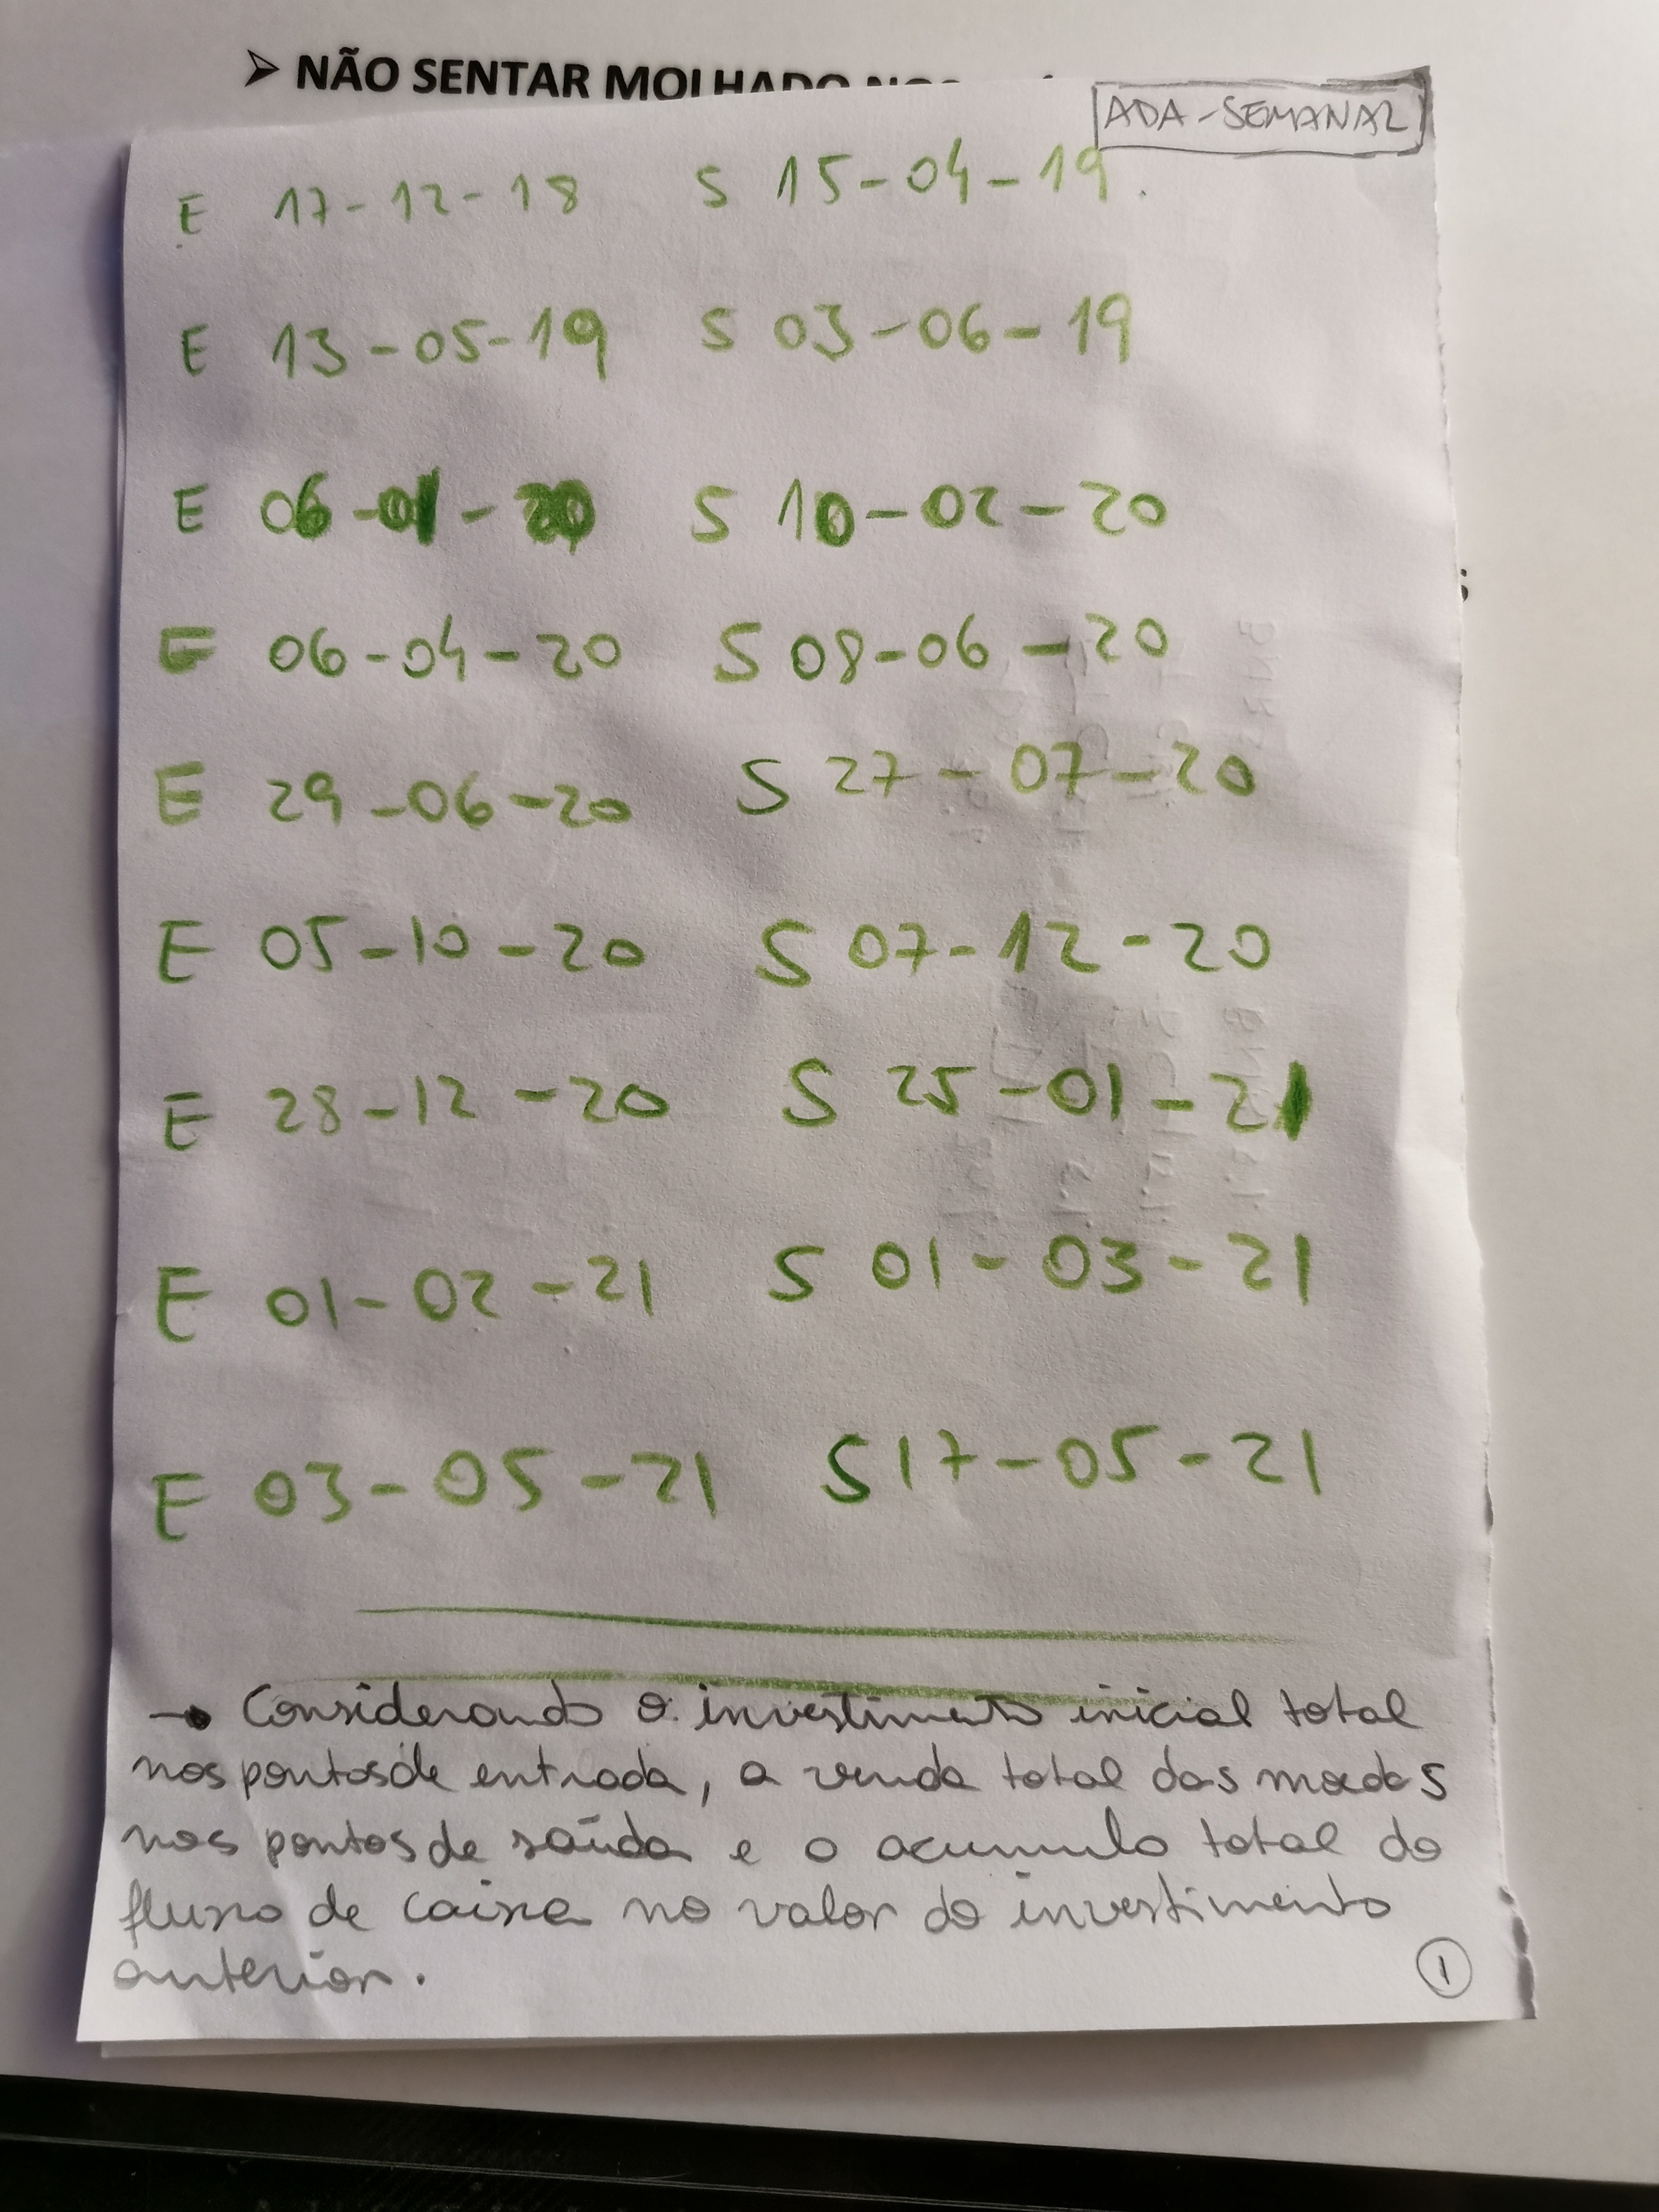 ➢ NÃO SENTAR MOLHADO
ADA-SEMANAL
E 17-12-18 S 15-04-19.
E 13-05-19 S 03-06-19
E 06-01-20 S 10-02-20
E 06-04-20 S 08-06-20
E 29-06-20 S 27-07-20
E 05-10-20 S 07-12-20
E 28-12-20 S 25-01-21
E 01-02-21 S 01-03-21
E 03-05-21 S 17-05-21
→ Considerando o investimento inicial total
nos pontos de entrada, a venda total das moedas
nos pontos de saída e o acumulo total do
fluxo de caixa no valor do investimento
anterior.
1